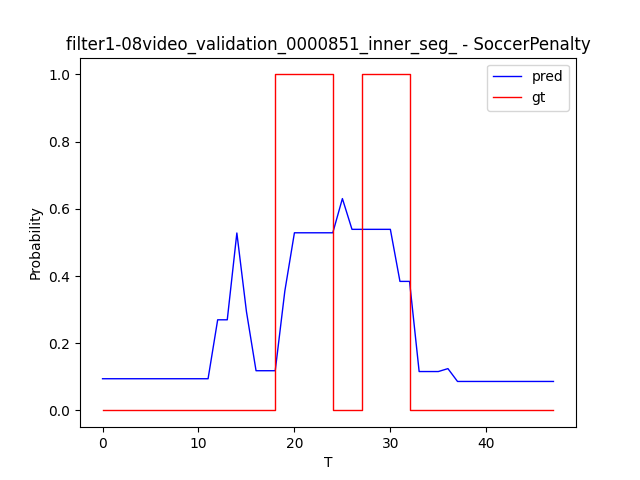 filter1-08video_validation_0000851_inner_seg_ - SoccerPenalty
1.0
0.8
0.6
0.4
0.2
0.0
Probability
0 10 20 30 40
T
pred
gt